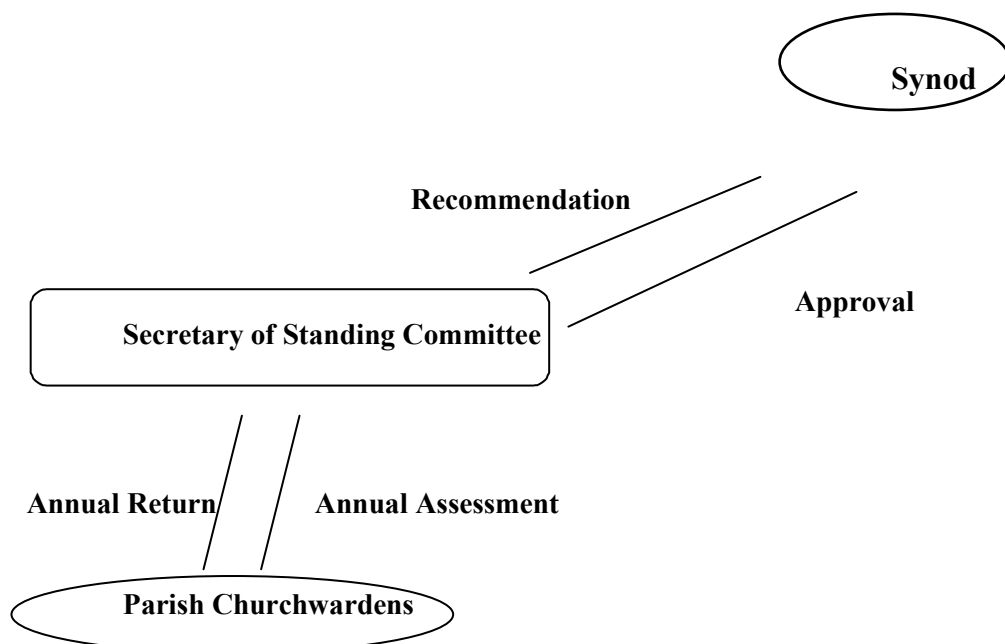 Synod
Recommendation
Approval
Secretary of Standing Committee
Annual Return
Annual Assessment
Parish Churchwardens